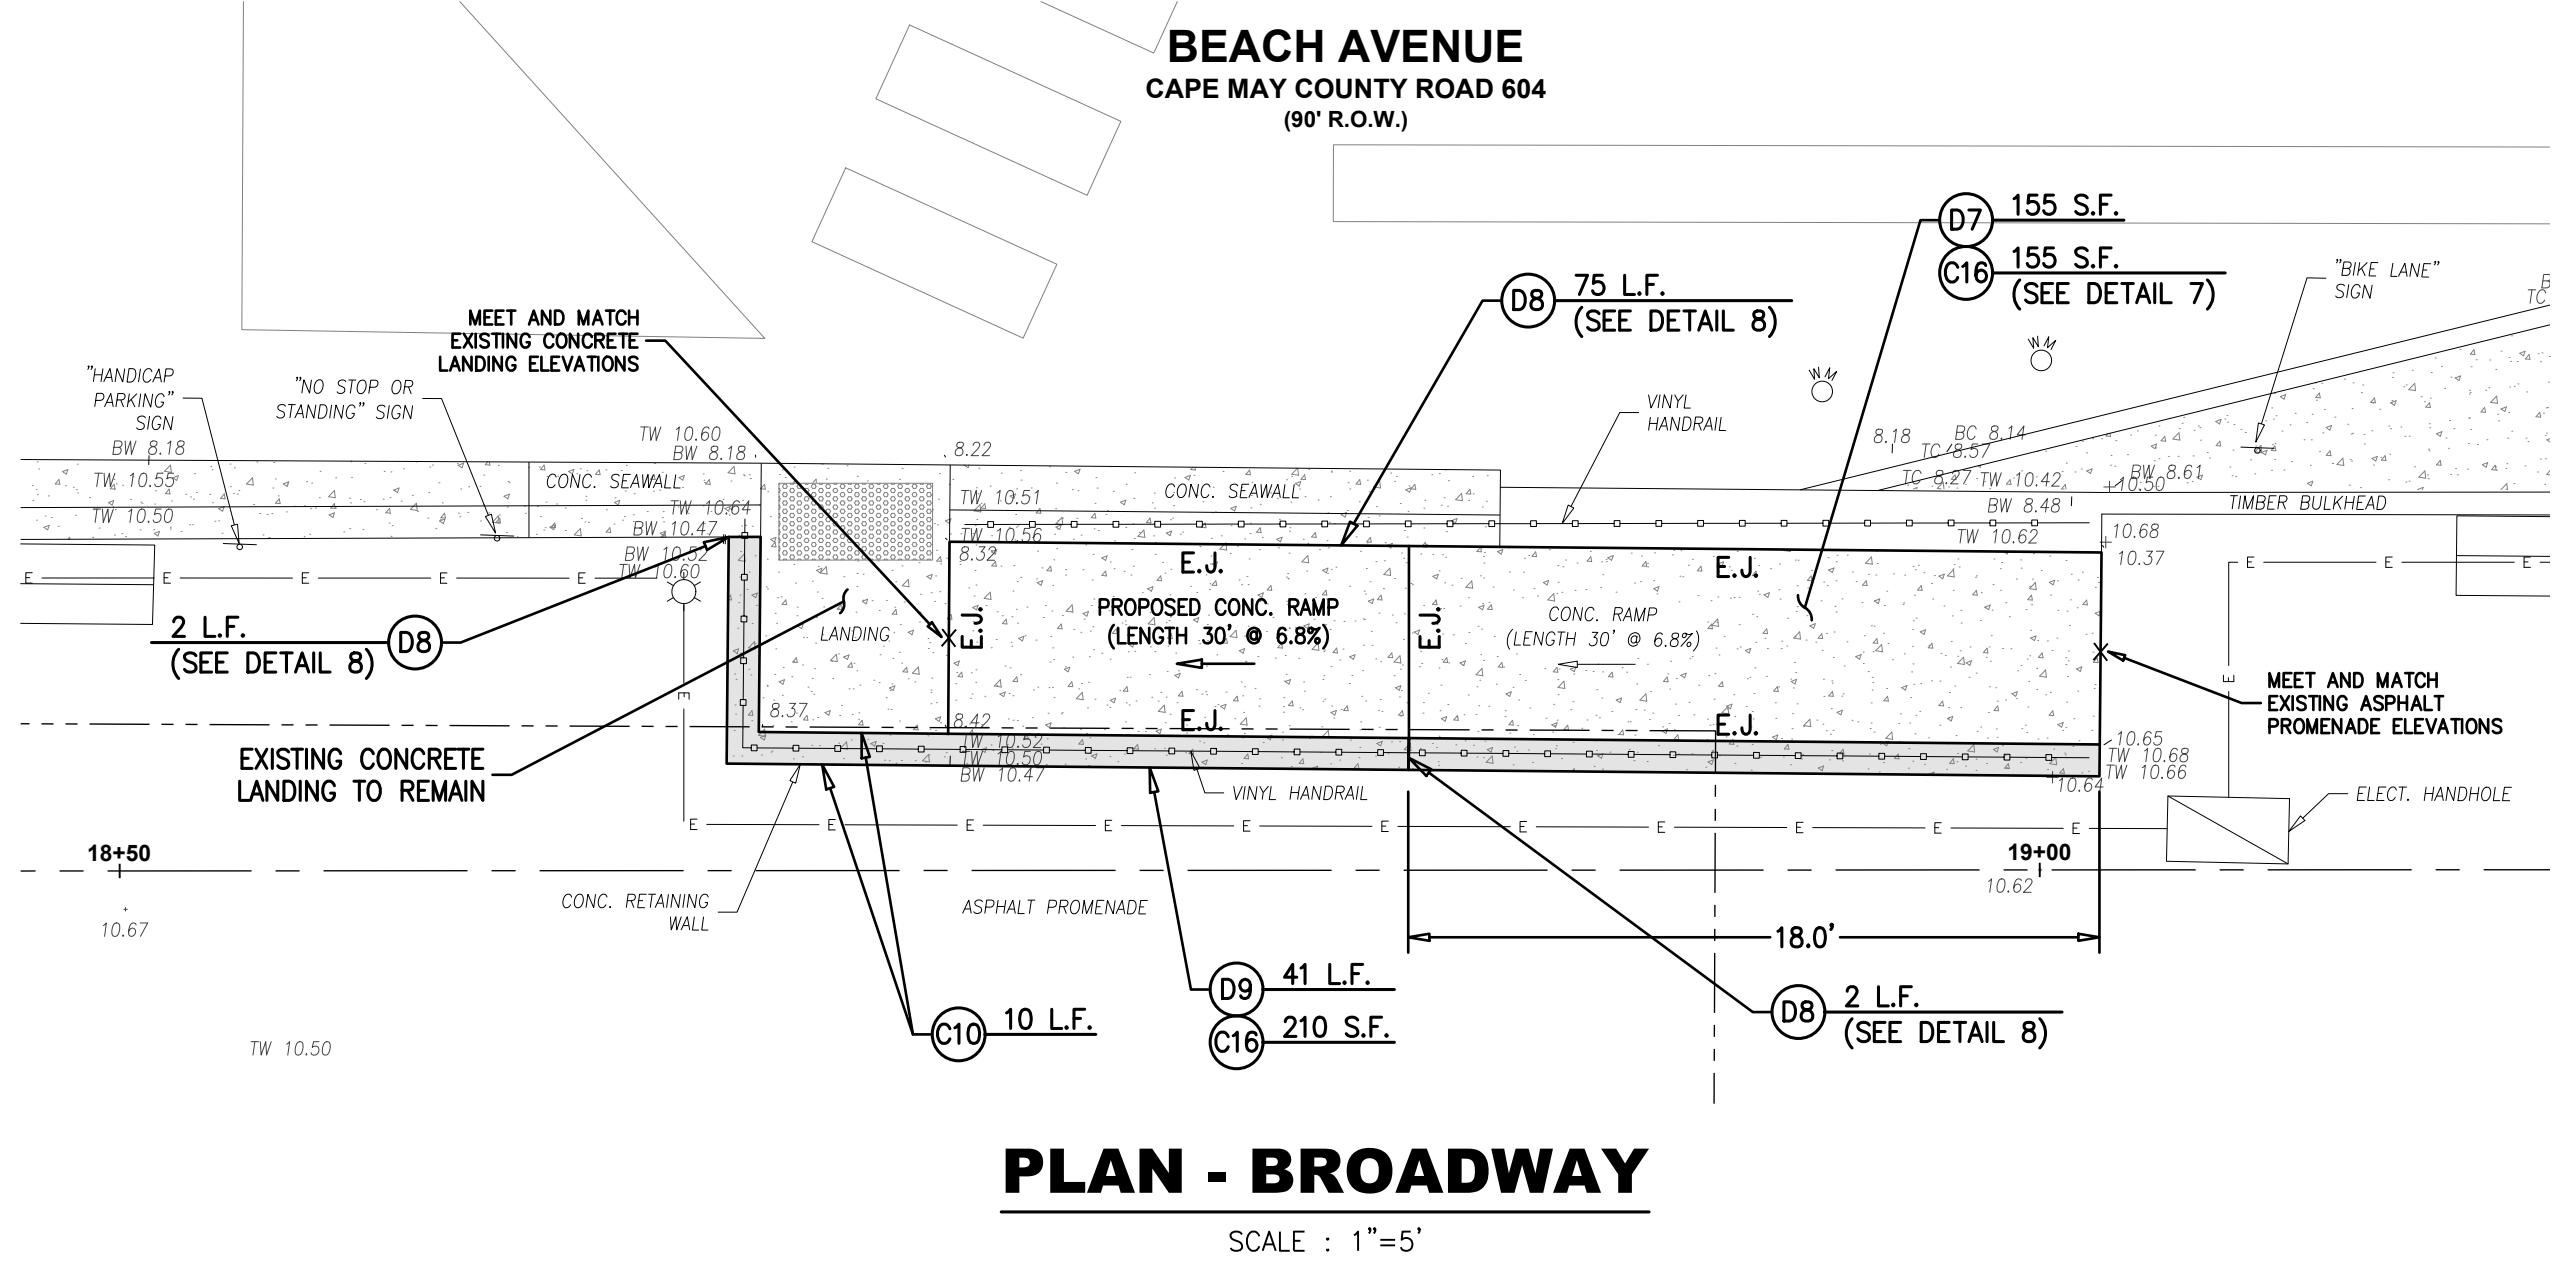 BEACH AVENUE
CAPE MAY COUNTY ROAD 604
(90' R.O.W.)
D7 155 S.F.
C16 155 S.F.
(SEE DETAIL 7)
"BIKE LANE"
SIGN
TC
D8 75 L.F.
(SEE DETAIL 8)
MEET AND MATCH
EXISTING CONCRETE
LANDING ELEVATIONS
"HANDICAP
PARKING"
SIGN
"NO STOP OR
STANDING" SIGN
VINYL
HANDRAIL
WM
WM
BW 8.18
TW 10.60
BW 8.18
8.22
8.18
BC 8.14
TC 8.57
TC 8.27
TW 10.42
BW 8.61
10.50
BW 8.48
TIMBER BULKHEAD
TW 10.55
TW 10.50
CONC. SEAWALL
TW 10.64
BW 10.47
BW 10.52
TW 10.60
TW 10.51
CONC. SEAWALL
TW 10.56
8.32
TW 10.62
10.68
10.37
E E E E E
E E E
E.J.
E.J.
2 L.F. D8
(SEE DETAIL 8)
LANDING
E.J.
PROPOSED CONC. RAMP
(LENGTH 30' @ 6.8%)
E.J.
CONC. RAMP
(LENGTH 30' @ 6.8%)
E
E
MEET AND MATCH
EXISTING ASPHALT
PROMENADE ELEVATIONS
8.37
8.42
E.J.
E.J.
TW 10.52
TW 10.50
BW 10.47
10.65
TW 10.68
TW 10.66
10.64
EXISTING CONCRETE
LANDING TO REMAIN
VINYL HANDRAIL
ELECT. HANDHOLE
E E E E E E E E E E E
18+50
19+00
10.62
10.67
CONC. RETAINING
WALL
ASPHALT PROMENADE
18.0'
C10 10 L.F.
D9 41 L.F.
C16 210 S.F.
D8 2 L.F.
(SEE DETAIL 8)
TW 10.50
PLAN - BROADWAY
SCALE : 1"=5'